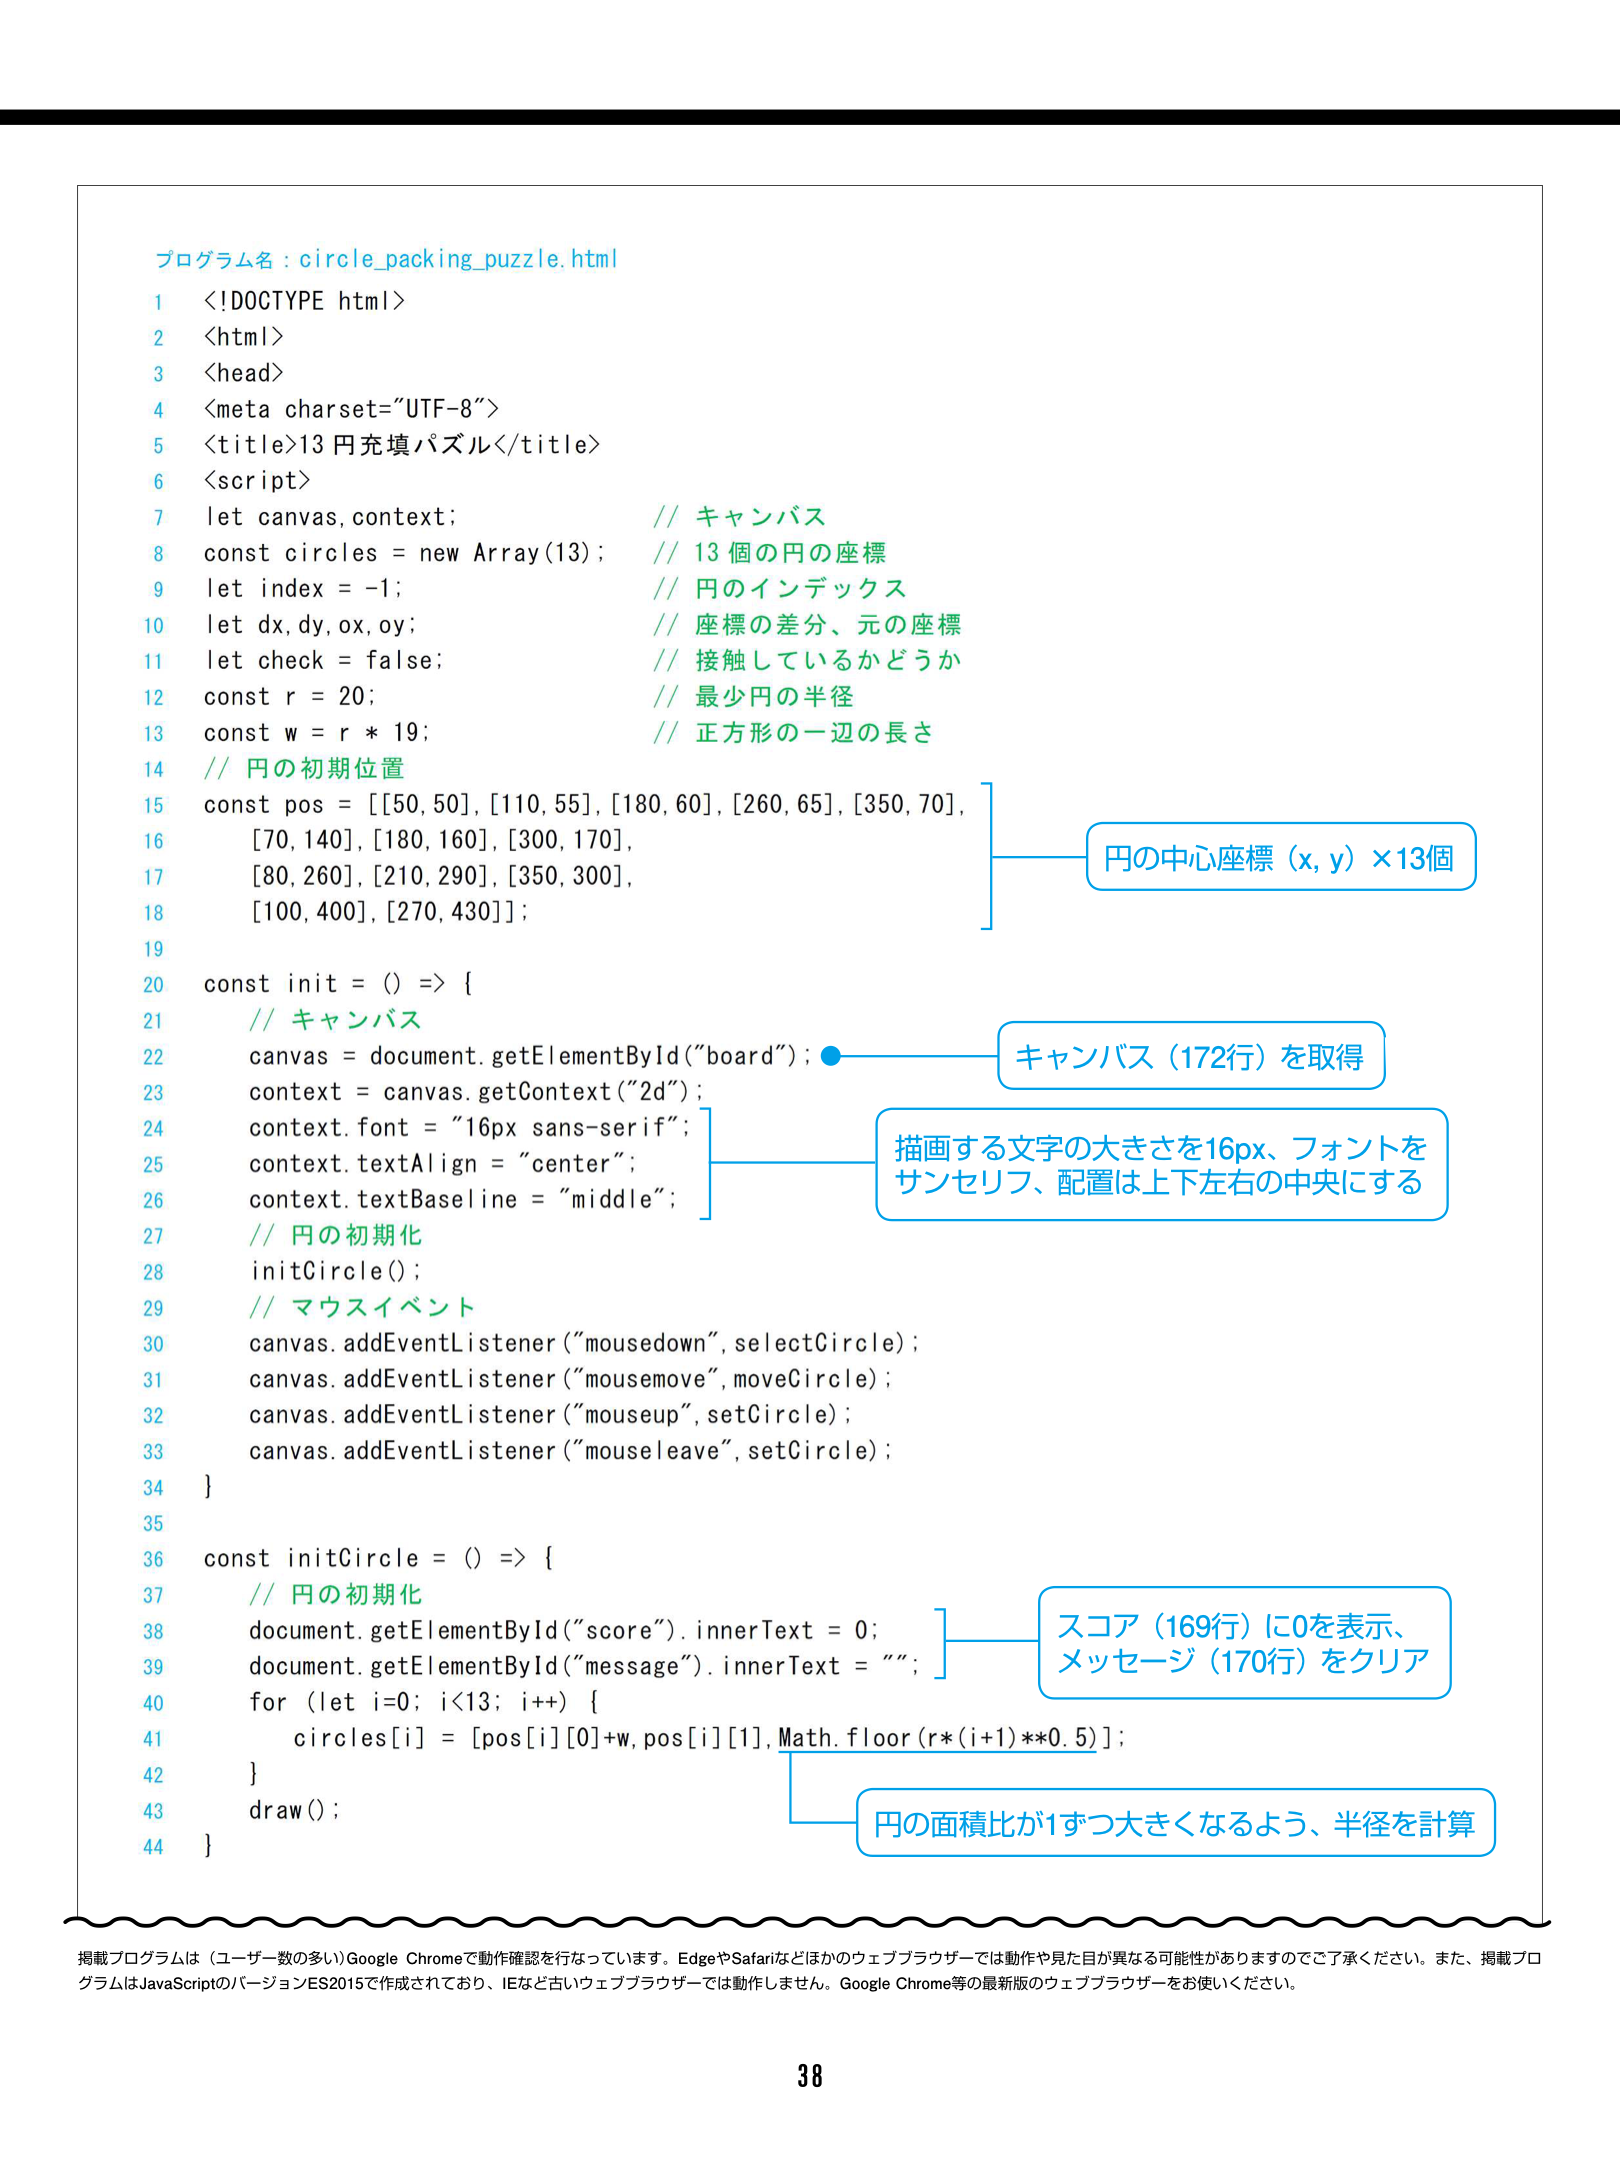 プログラム名：circle_packing_puzzle.html
1 <!DOCTYPE html>
2 <html>
3 <head>
4 <meta charset="UTF-8">
5 <title>13円充填パズル</title>
6 <script>
7 let canvas,context; // キャンバス
8 const circles = new Array(13); // 13個の円の座標
9 let index = -1; // 円のインデックス
10 let dx,dy,ox,oy; // 座標の差分、元の座標
11 let check = false; // 接触しているかどうか
12 const r = 20; // 最少円の半径
13 const w = r * 19; // 正方形の一辺の長さ
14 // 円の初期位置
15 const pos = [[50,50],[110,55],[180,60],[260,65],[350,70],
16 [70,140],[180,160],[300,170],
円の中心座標（x, y）×13個
17 [80,260],[210,290],[350,300],
18 [100,400],[270,430]];
19
20 const init = () => {
21 // キャンバス
22 canvas = document.getElementById("board");
キャンバス（172行）を取得
23 context = canvas.getContext("2d");
24 context.font = "16px sans-serif";
25 context.textAlign = "center";
26 context.textBaseline = "middle";
描画する文字の大きさを16px、フォントを
サンセリフ、配置は上下左右の中央にする
27 // 円の初期化
28 initCircle();
29 // マウスイベント
30 canvas.addEventListener("mousedown",selectCircle);
31 canvas.addEventListener("mousemove",moveCircle);
32 canvas.addEventListener("mouseup",setCircle);
33 canvas.addEventListener("mouseleave",setCircle);
34 }
35
36 const initCircle = () => {
37 // 円の初期化
38 document.getElementById("score").innerText = 0;
39 document.getElementById("message").innerText = "";
スコア（169行）に0を表示、
メッセージ（170行）をクリア
40 for (let i=0; i<13; i++) {
41 circles[i] = [pos[i][0]+w,pos[i][1],Math.floor(r*(i+1)**0.5)];
42 }
43 draw();
円の面積比が1ずつ大きくなるよう、半径を計算
44 }
掲載プログラムは（ユーザー数の多い）Google Chromeで動作確認を行なっています。EdgeやSafariなどほかのウェブブラウザーでは動作や見た目が異なる可能性がありますのでご了承ください。また、掲載プロ
グラムはJavaScriptのバージョンES2015で作成されており、IEなど古いウェブブラウザーでは動作しません。Google Chrome等の最新版のウェブブラウザーをお使いください。
38